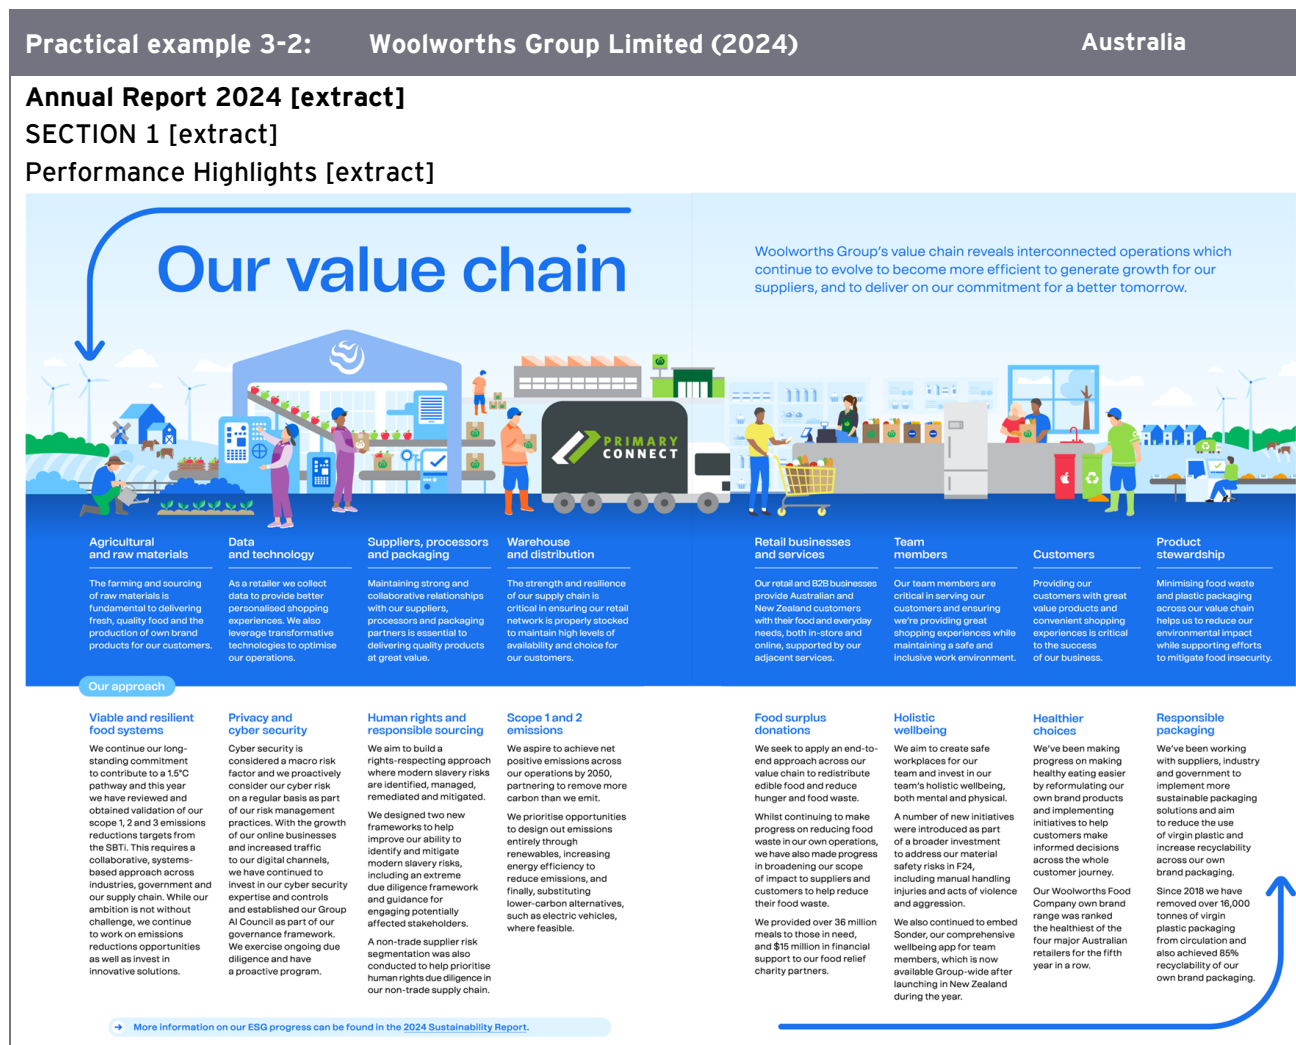 Practical example 3-2: Woolworths Group Limited (2024) Australia
Annual Report 2024 [extract]
SECTION 1 [extract]
Performance Highlights [extract]
Our value chain
Woolworths Group's value chain reveals interconnected operations which
continue to evolve to become more efficient to generate growth for our
suppliers, and to deliver on our commitment for a better tomorrow.
PRIMARY
CONNECT
Agricultural
and raw materials
The farming and sourcing
of raw materials is
fundamental to delivering
fresh, quality food and the
production of own brand
products for our customers.
Data
and technology
As a retailer we collect
data to provide better
personalised shopping
experiences. We also
leverage transformative
technologies to optimise
our operations.
Suppliers, processors
and packaging
Maintaining strong and
collaborative relationships
with our suppliers,
processors and packaging
partners is essential to
delivering quality products
at great value.
Warehouse
and distribution
The strength and resilience
of our supply chain is
critical in ensuring our retail
network is properly stocked
to maintain high levels of
availability and choice for
our customers.
Retail businesses
and services
Our retail and B2B businesses
provide Australian and
New Zealand customers
with their food and everyday
needs, both in-store and
online, supported by our
adjacent services.
Team
members
Our team members are
critical in serving our
customers and ensuring
we're providing great
shopping experiences while
maintaining a safe and
inclusive work environment.
Customers
Providing our
customers with great
value products and
convenient shopping
experiences is critical
to the success
of our business.
Product
stewardship
Minimising food waste
and plastic packaging
across our value chain
helps us to reduce our
environmental impact
while supporting efforts
to mitigate food insecurity.
Our approach
Viable and resilient
food systems
We continue our long-
standing commitment
to contribute to a 1.5°C
pathway and this year
we have reviewed and
obtained validation of our
scope 1, 2 and 3 emissions
reductions targets from
the SBTi. This requires a
collaborative, systems-
based approach across
industries, government and
our supply chain. While our
ambition is not without
challenge, we continue
to work on emissions
reductions opportunities
as well as invest in
innovative solutions.
Privacy and
cyber security
Cyber security is
considered a macro risk
factor and we proactively
consider our cyber risk
on a regular basis as part
of our risk management
practices. With the growth
of our online businesses
and increased traffic
to our digital channels,
we have continued to
invest in our cyber security
expertise and controls
and established our Group
AI Council as part of our
governance framework.
We exercise ongoing due
diligence and have
a proactive program.
Human rights and
responsible sourcing
We aim to build a
rights-respecting approach
where modern slavery risks
are identified, managed,
remediated and mitigated.
We designed two new
frameworks to help
improve our ability to
identify and mitigate
modern slavery risks,
including an extreme
due diligence framework
and guidance for
engaging potentially
affected stakeholders.
A non-trade supplier risk
segmentation was also
conducted to help prioritise
human rights due diligence in
our non-trade supply chain.
Scope 1 and 2
emissions
We aspire to achieve net
positive emissions across
our operations by 2050,
partnering to remove more
carbon than we emit.
We prioritise opportunities
to design out emissions
entirely through
renewables, increasing
energy efficiency to
reduce emissions, and
finally, substituting
lower-carbon alternatives,
such as electric vehicles,
where feasible.
Food surplus
donations
We seek to apply an end-to-
end approach across our
value chain to redistribute
edible food and reduce
hunger and food waste.
Whilst continuing to make
progress on reducing food
waste in our own operations,
we have also made progress
in broadening our scope
of impact to suppliers and
customers to help reduce
their food waste.
We provided over 36 million
meals to those in need,
and $15 million in financial
support to our food relief
charity partners.
Holistic
wellbeing
We aim to create safe
workplaces for our
team and invest in our
team's holistic wellbeing,
both mental and physical.
A number of new initiatives
were introduced as part
of a broader investment
to address our material
safety risks in F24,
including manual handling
injuries and acts of violence
and aggression.
We also continued to embed
Sonder, our comprehensive
wellbeing app for team
members, which is now
available Group-wide after
launching in New Zealand
during the year.
Healthier
choices
We've been making
progress on making
healthy eating easier
by reformulating our
own brand products
and implementing
initiatives to help
customers make
informed decisions
across the whole
customer journey.
Our Woolworths Food
Company own brand
range was ranked
the healthiest of the
four major Australian
retailers for the fifth
year in a row.
Responsible
packaging
We've been working
with suppliers, industry
and government to
implement more
sustainable packaging
solutions and aim
to reduce the use
of virgin plastic and
increase recyclability
across our own
brand packaging.
Since 2018 we have
removed over 16,000
tonnes of virgin
plastic packaging
from circulation and
also achieved 85%
recyclability of our
own brand packaging.
More information on our ESG progress can be found in the 2024 Sustainability Report.